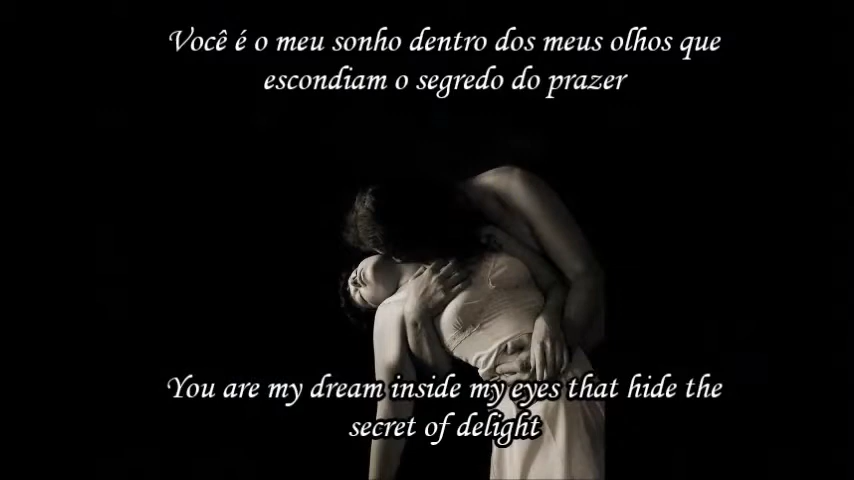 Você é o meu sonho dentro dos meus olhos que
escondiam o segredo do prazer
You are my dream inside my eyes that hide the
secret of delight